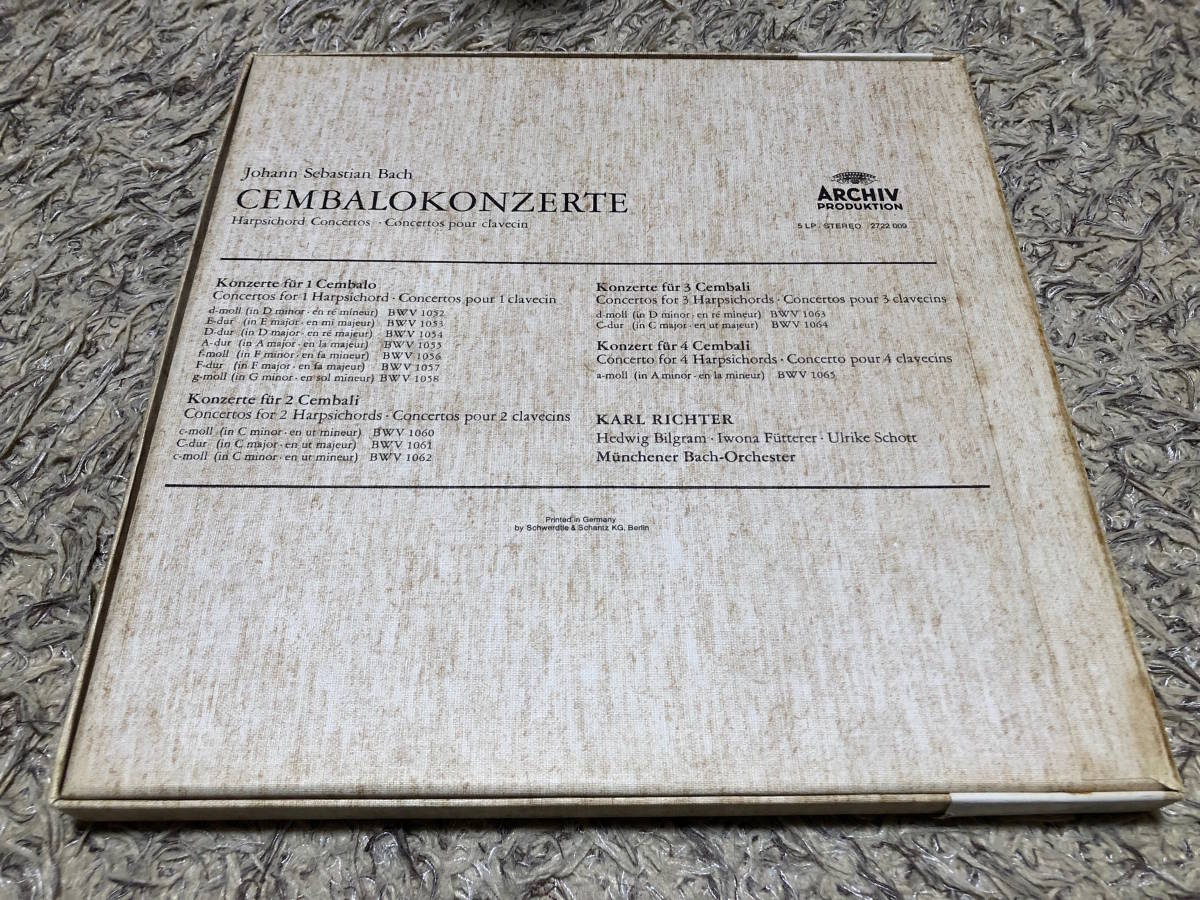 Johann Sebastian Bach
CEMBALOKONZERTE
Harpsichord Concertos · Concertos pour clavecin
ARCHIV
PRODUKTION
5 LP · STEREO 2722 009
Konzerte für 1 Cembalo
Concertos for 1 Harpsichord · Concertos pour 1 clavecin
d-moll (in D minor · en ré mineur) BWV 1052
E-dur (in E major · en mi majeur) BWV 1053
D-dur (in D major · en ré majeur) BWV 1054
A-dur (in A major · en la majeur) BWV 1055
f-moll (in F minor · en fa mineur) BWV 1056
F-dur (in F major · en fa majeur) BWV 1057
g-moll (in G minor · en sol mineur) BWV 1058
Konzerte für 2 Cembali
Concertos for 2 Harpsichords · Concertos pour 2 clavecins
c-moll (in C minor · en ut mineur) BWV 1060
C-dur (in C major · en ut majeur) BWV 1061
c-moll (in C minor · en ut mineur) BWV 1062
Konzerte für 3 Cembali
Concertos for 3 Harpsichords · Concertos pour 3 clavecins
d-moll (in D minor · en ré mineur) BWV 1063
C-dur (in C major · en ut majeur) BWV 1064
Konzert für 4 Cembali
Concerto for 4 Harpsichords · Concerto pour 4 clavecins
a-moll (in A minor · en la mineur) BWV 1065
KARL RICHTER
Hedwig Bilgram · Iwona Fütterer · Ulrike Schott
Münchener Bach-Orchester
Printed in Germany
by Schwerdtle & Schantz KG, Berlin